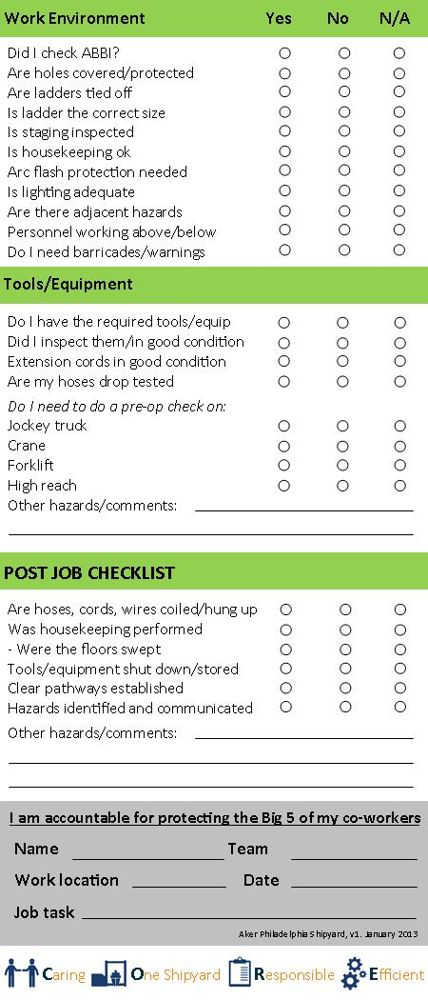 Work Environment Yes No N/A
Did I check ABBI?
Are holes covered/protected
Are ladders tied off
Is ladder the correct size
Is staging inspected
Is housekeeping ok
Arc flash protection needed
Is lighting adequate
Are there adjacent hazards
Personnel working above/below
Do I need barricades/warnings
Tools/Equipment
Do I have the required tools/equip
Did I inspect them/in good condition
Extension cords in good condition
Are my hoses drop tested
Do I need to do a pre-op check on:
Jockey truck
Crane
Forklift
High reach
Other hazards/comments:
POST JOB CHECKLIST
Are hoses, cords, wires coiled/hung up
Was housekeeping performed
- Were the floors swept
Tools/equipment shut down/stored
Clear pathways established
Hazards identified and communicated
Other hazards/comments:
I am accountable for protecting the Big 5 of my co-workers
Name Team
Work location Date
Job task
Aker Philadelphia Shipyard, v1. January 2013
Caring One Shipyard Responsible Efficient